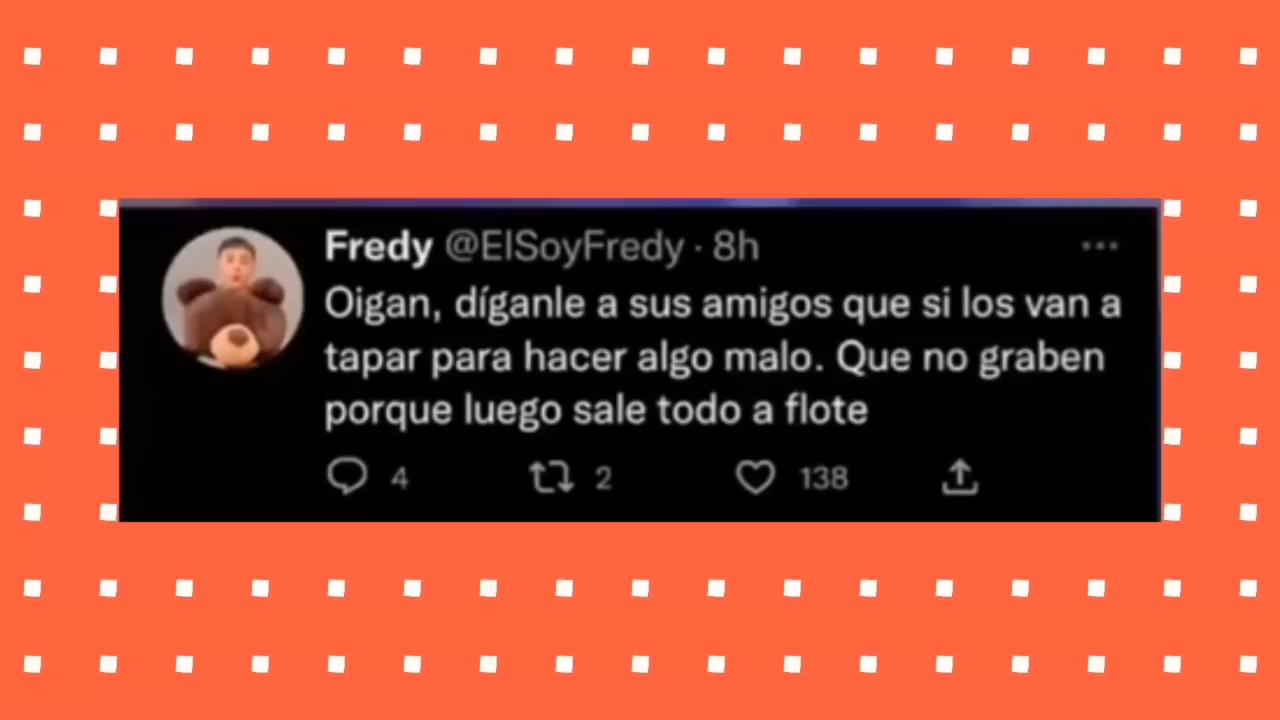 Fredy @ElSoyFredy · 8h
Oigan, díganle a sus amigos que si los van a
tapar para hacer algo malo. Que no graben
porque luego sale todo a flote
4 2 138